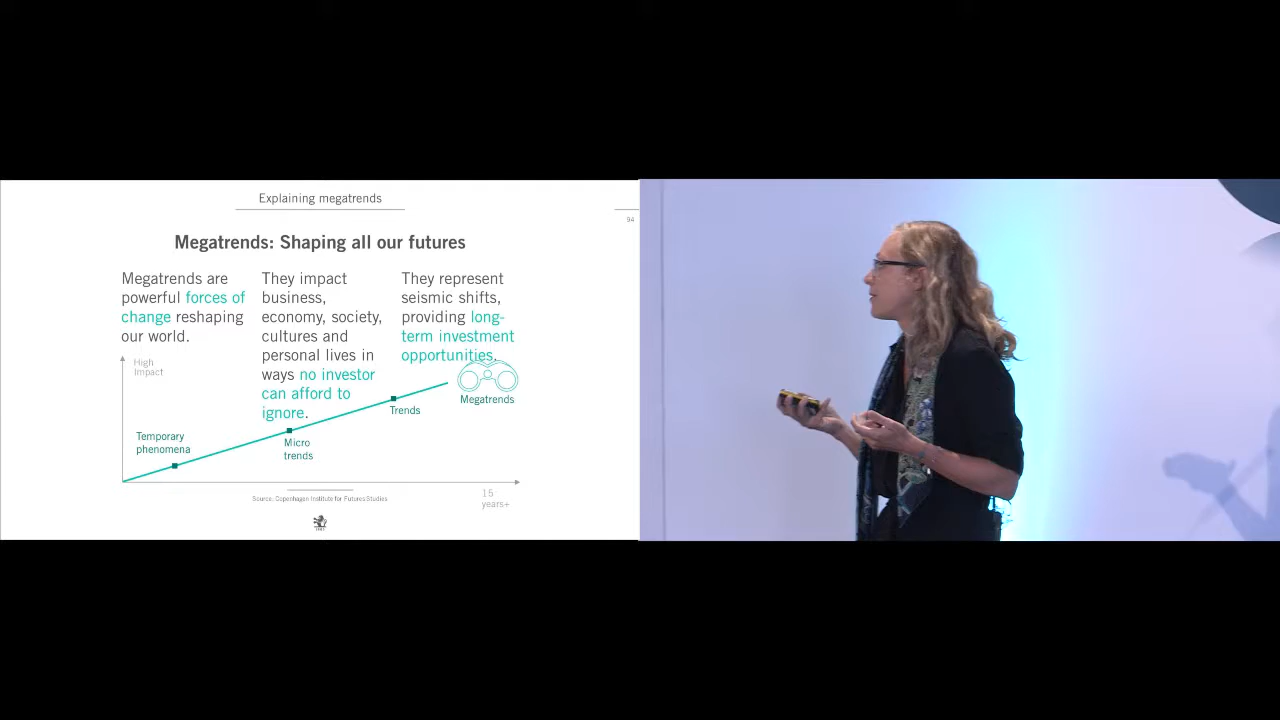 Explaining megatrends
94
Megatrends: Shaping all our futures
Megatrends are
powerful forces of
change reshaping
our world.
They impact
business,
economy, society,
cultures and
personal lives in
ways no investor
can afford to
ignore.
They represent
seismic shifts,
providing long-
term investment
opportunities.
High
Impact
Temporary
phenomena
Micro
trends
Trends
Megatrends
15
years+
Source: Copenhagen Institute for Futures Studies